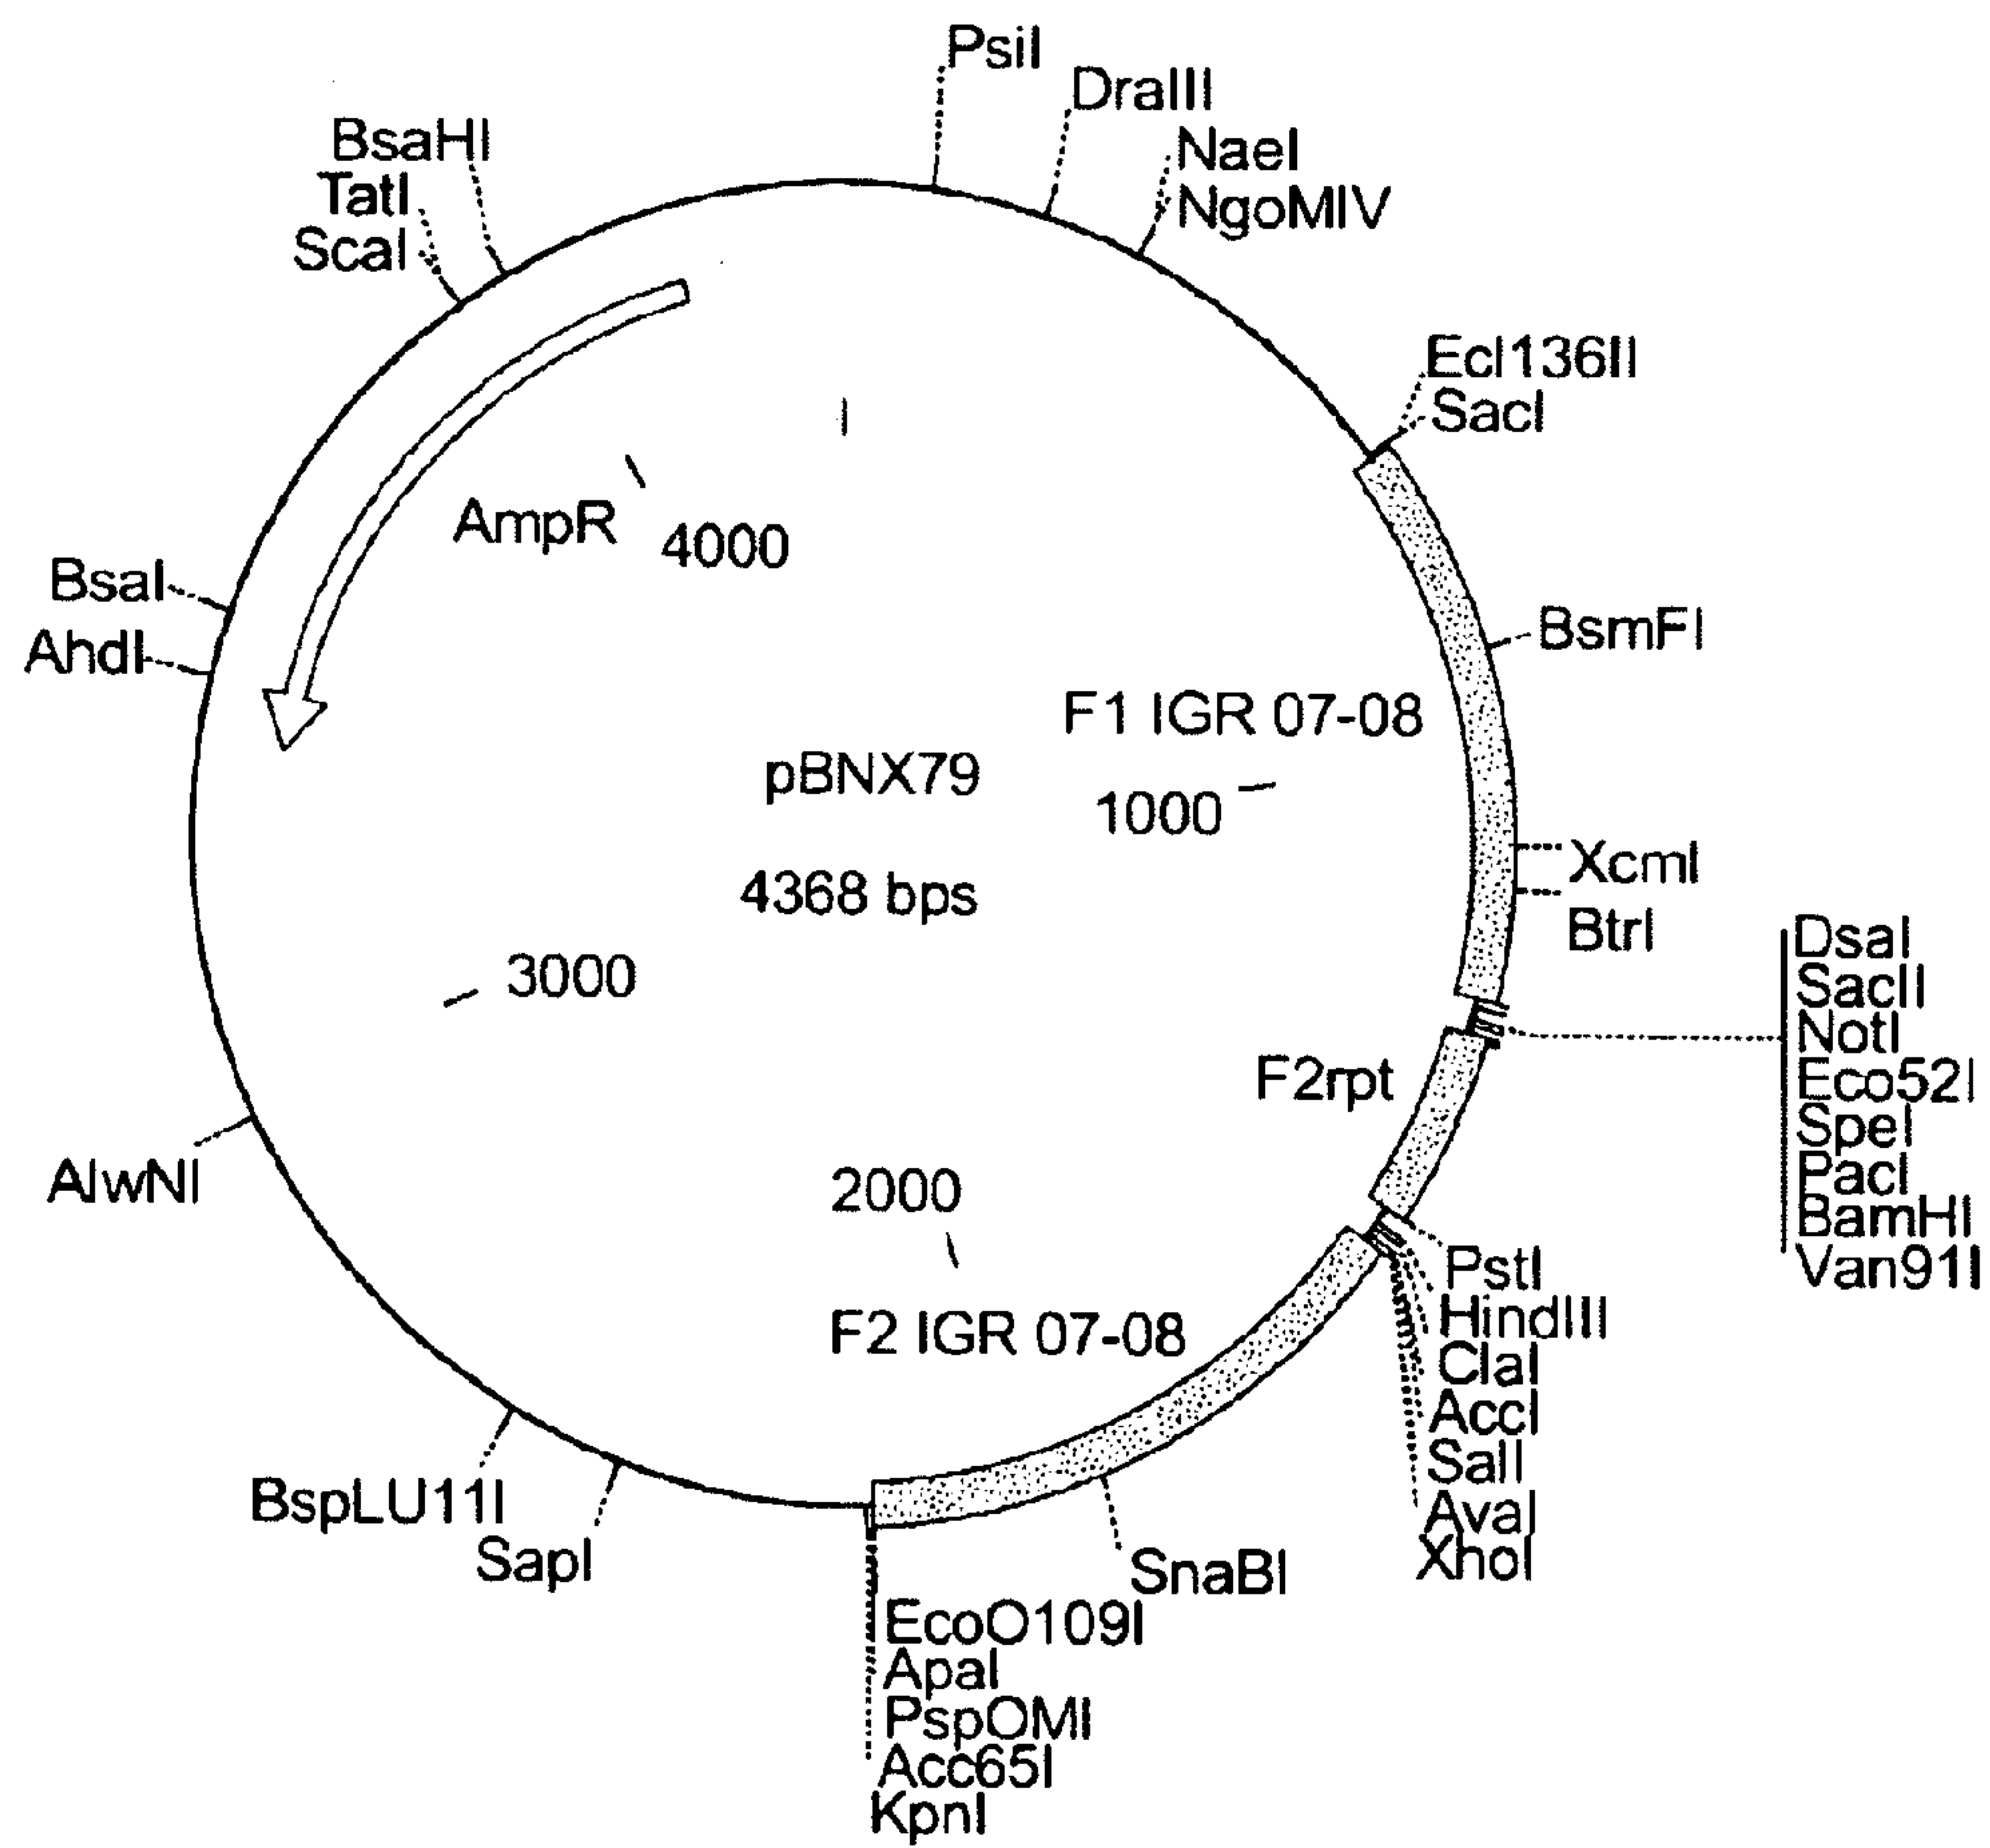 PsiI
DraIII
NaeI
NgoMIV
BsaHI
TatI
ScaI
Ecl136II
SacI
AmpR
4000
BsaI
AhdI
BsmFI
F1 IGR 07-08
pBNX79
1000
4368 bps
XcmI
BtrI
3000
DsaI
SacII
NotI
Eco52I
SpeI
PacI
BamHI
Van91I
F2rpt
AlwNI
2000
PstI
HindIII
ClaI
AccI
SalI
AvaI
XhoI
F2 IGR 07-08
BspLU11I
SapI
SnaBI
EcoO109I
ApaI
PspOMI
Acc65I
KpnI